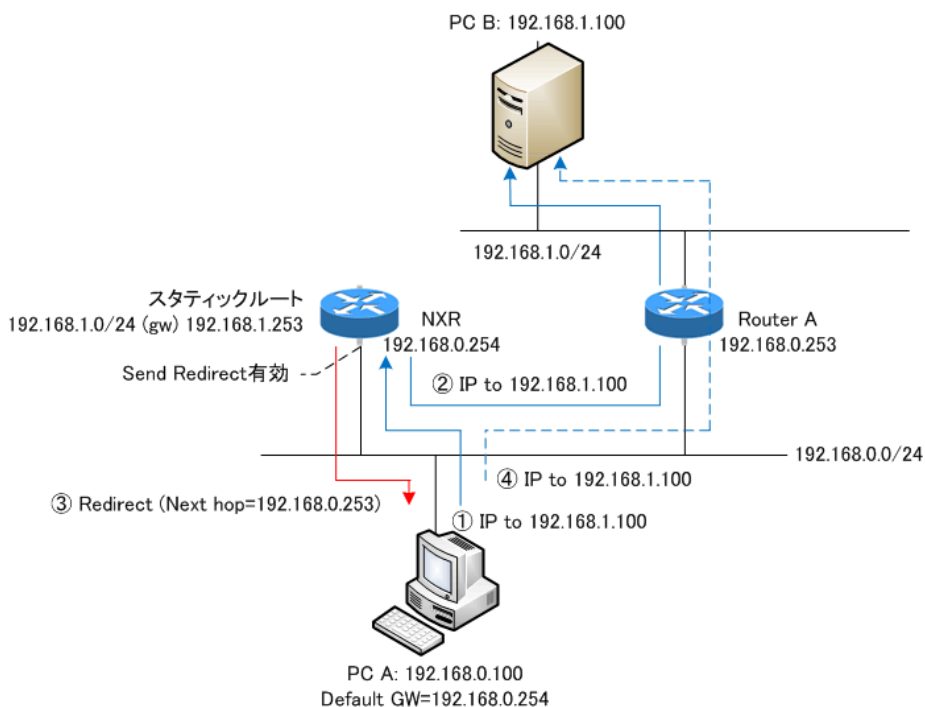 PC B: 192.168.1.100
192.168.1.0/24
スタティックルート
192.168.1.0/24 (gw) 192.168.1.253
NXR
192.168.0.254
Router A
192.168.0.253
Send Redirect有効
② IP to 192.168.1.100
192.168.0.0/24
④ IP to 192.168.1.100
③ Redirect (Next hop=192.168.0.253)
① IP to 192.168.1.100
PC A: 192.168.0.100
Default GW=192.168.0.254